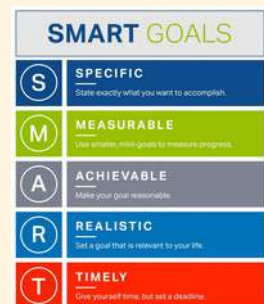 SMART GOALS
S
SPECIFIC
State exactly what you want to accomplish.
M
MEASURABLE
Use smaller, mini-goals to measure progress.
A
ACHIEVABLE
Make your goal reasonable.
R
REALISTIC
Set a goal that is relevant to your life.
T
TIMELY
Give yourself time, but set a deadline.